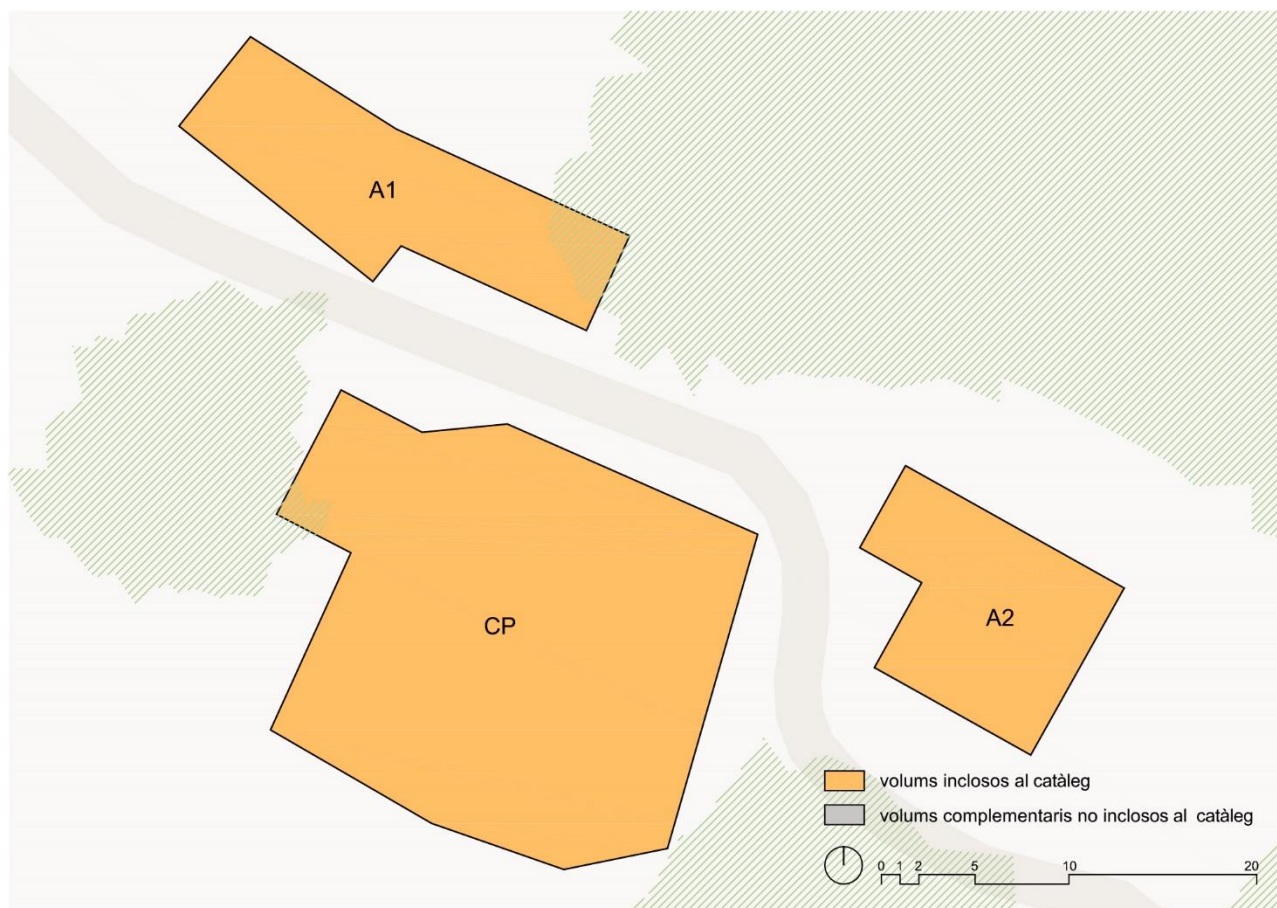 A1
CP
A2
volums inclosos al catàleg
volums complementaris no inclosos al catàleg
0 1 2 5 10 20